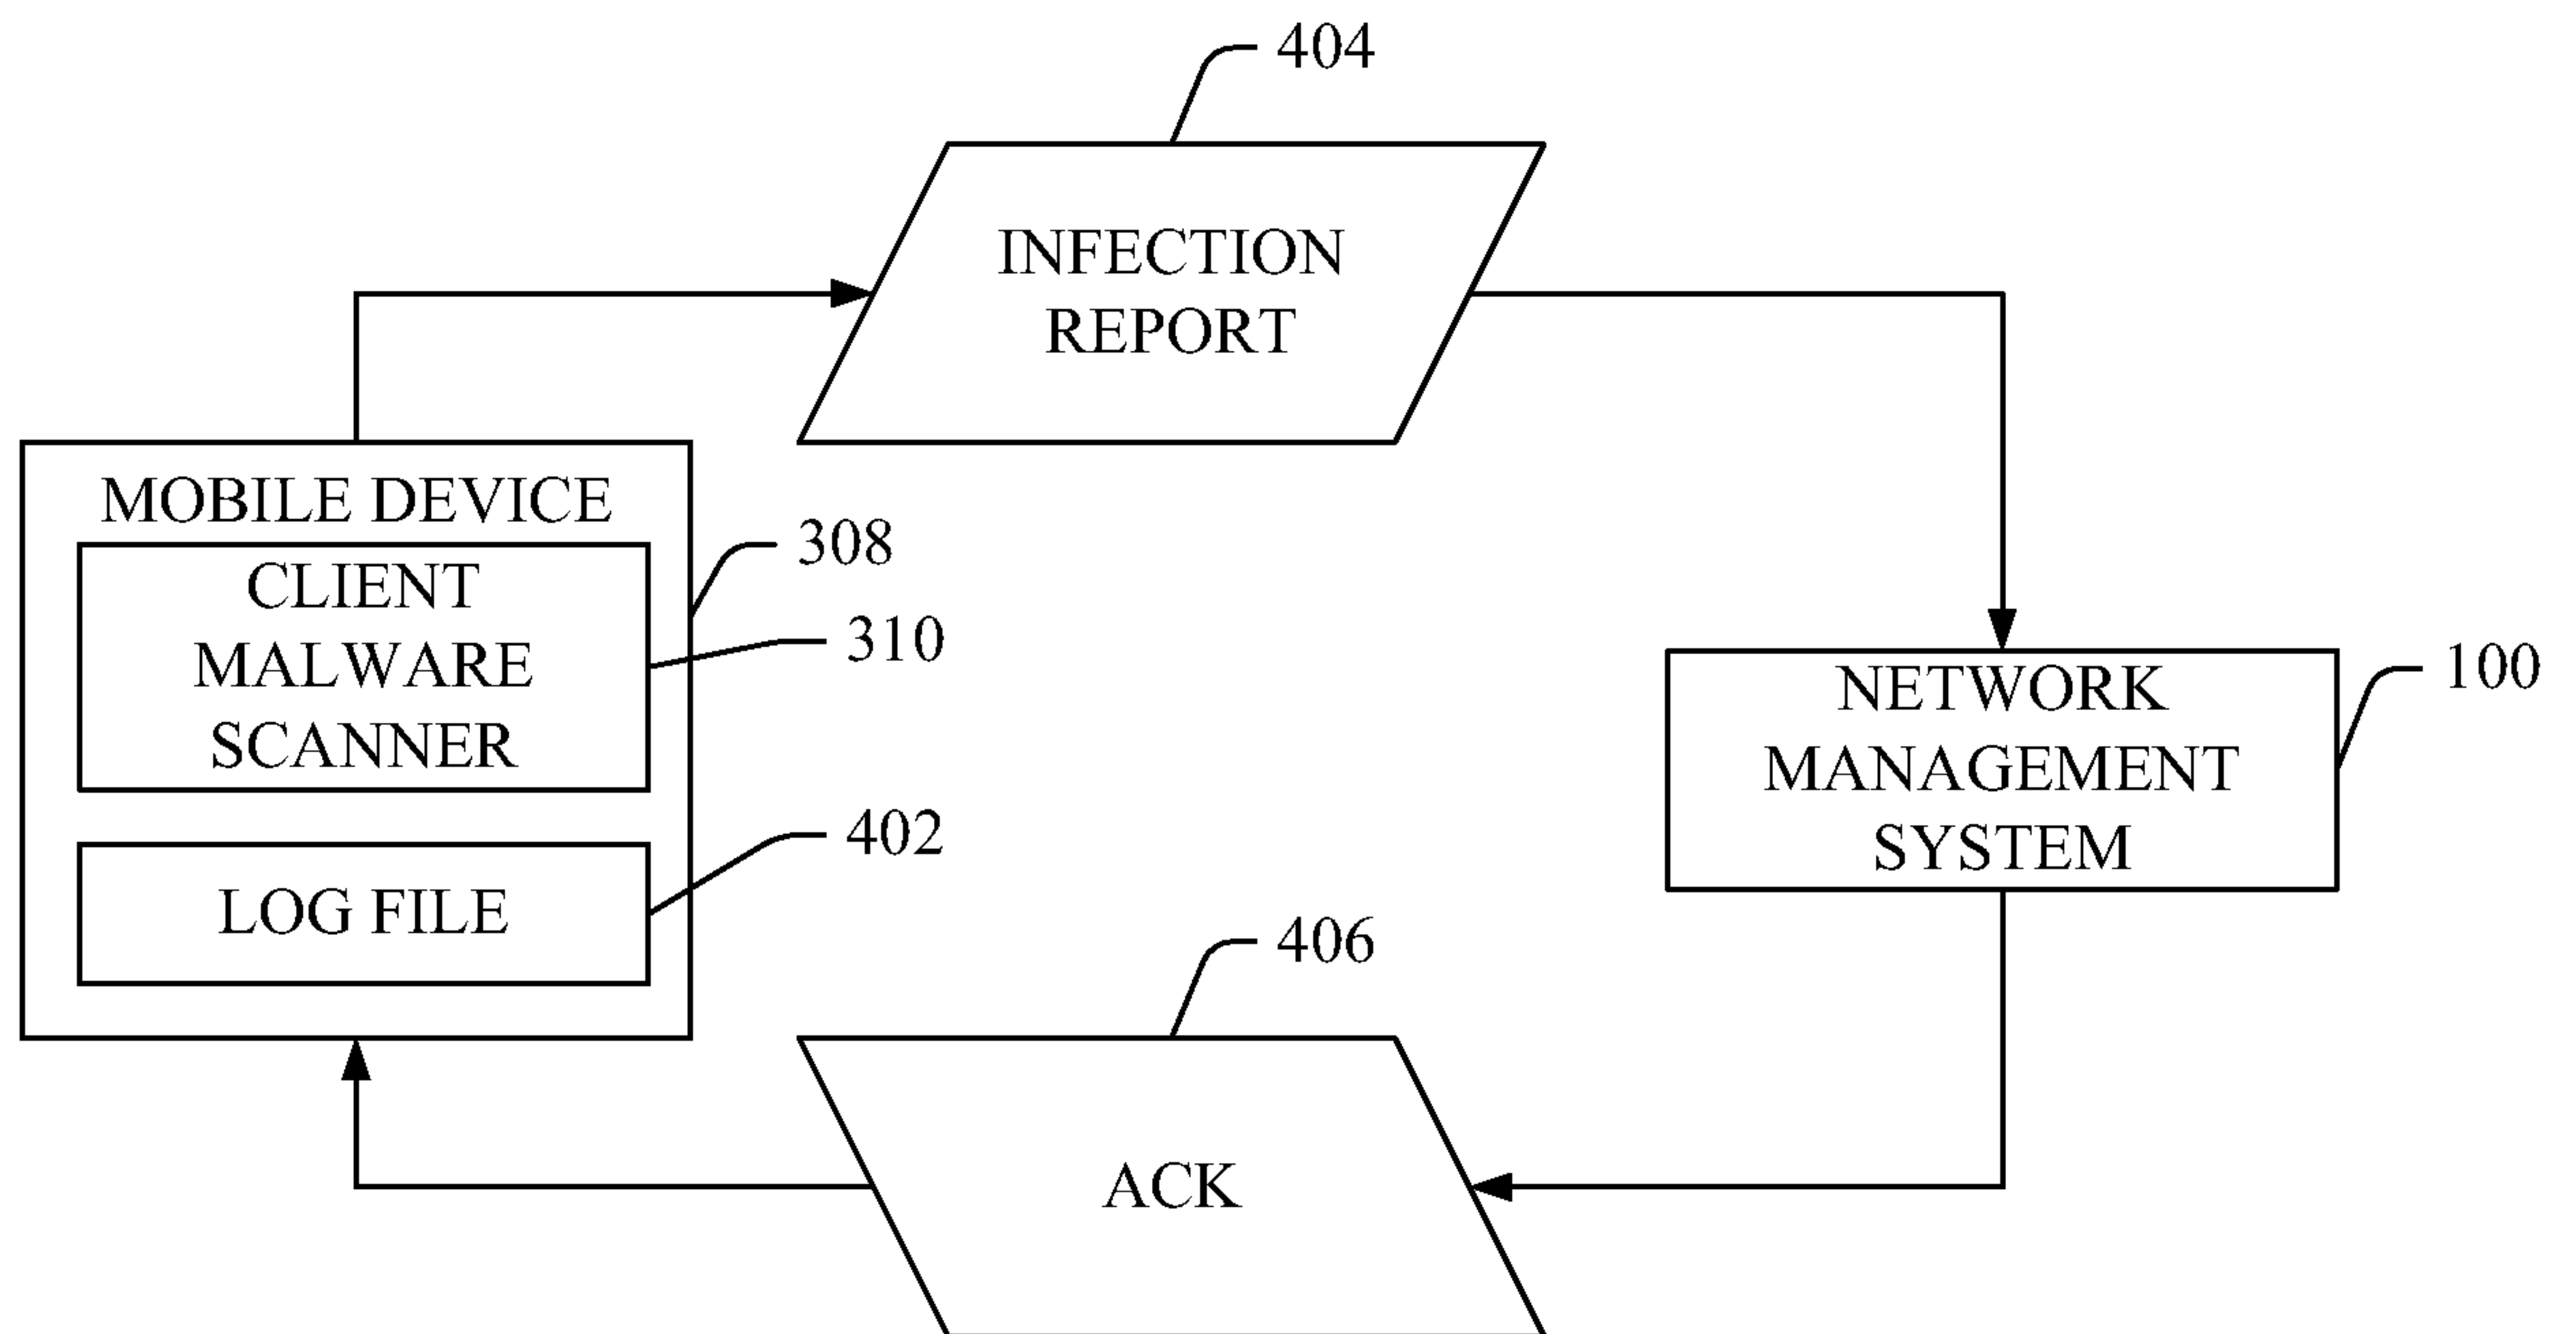 404
INFECTION
REPORT
MOBILE DEVICE
308
CLIENT
MALWARE
SCANNER
310
NETWORK
MANAGEMENT
SYSTEM
100
LOG FILE
402
406
ACK